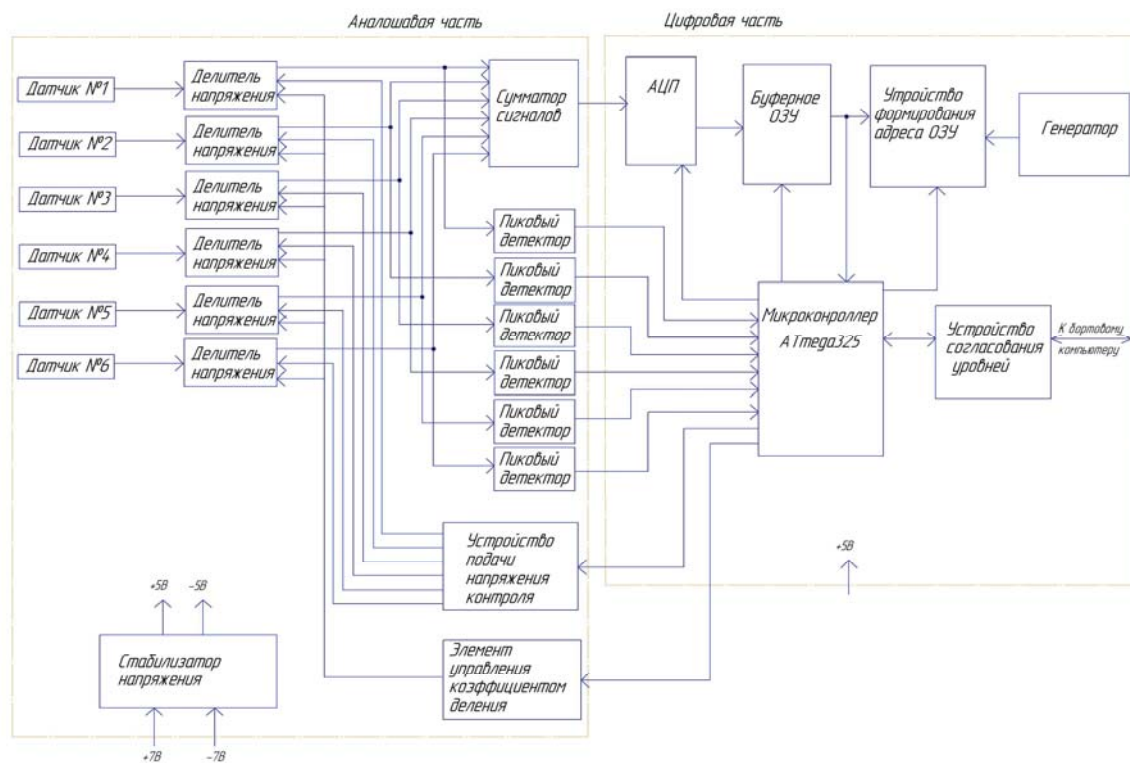 Аналошавая часть
Цифровая часть
Датчик №1
Делитель
напряжения
Датчик №2
Делитель
напряжения
Датчик №3
Делитель
напряжения
Датчик №4
Делитель
напряжения
Датчик №5
Делитель
напряжения
Датчик №6
Делитель
напряжения
Сумматор
сигналов
АЦП
Буферное
ОЗУ
Утройство
формирования
адреса ОЗУ
Генератор
Пиковый
детектор
Пиковый
детектор
Пиковый
детектор
Пиковый
детектор
Пиковый
детектор
Пиковый
детектор
Микроконроллер
ATmega325
Устройство
согласования
уровней
К бортовому
компьютеру
Устройство
подачи
напряжения
контроля
+5В
Элемент
управления
коэффициентом
деления
+5В
-5В
Стабилизатор
напряжения
+7В
-7В